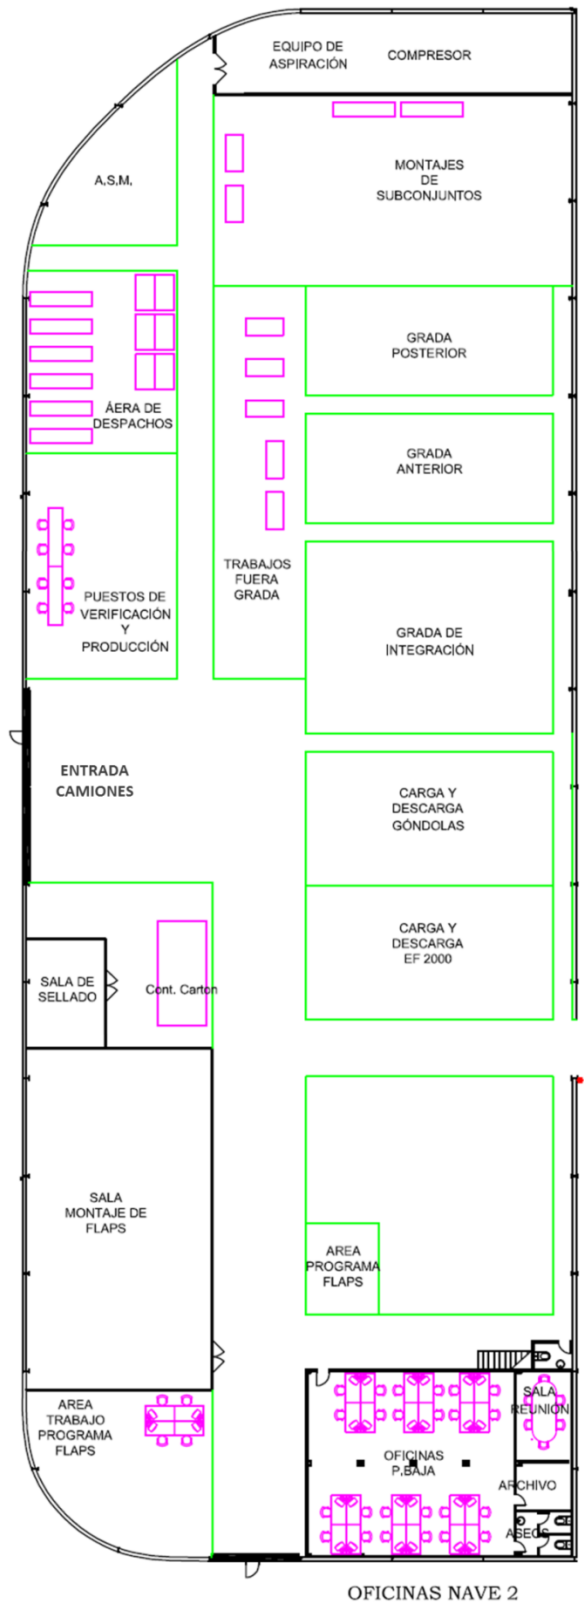 EQUIPO DE
ASPIRACIÓN
COMPRESOR
A.S.M.
MONTAJES
DE
SUBCONJUNTOS
GRADA
POSTERIOR
ÁERA DE
DESPACHOS
GRADA
ANTERIOR
TRABAJOS
FUERA
GRADA
PUESTOS DE
VERIFICACIÓN
Y
PRODUCCIÓN
GRADA DE
INTEGRACIÓN
ENTRADA
CAMIONES
CARGA Y
DESCARGA
GÓNDOLAS
CARGA Y
DESCARGA
EF 2000
SALA DE
SELLADO
Cont. Carton
SALA
MONTAJE DE
FLAPS
AREA
PROGRAMA
FLAPS
AREA
TRABAJO
PROGRAMA
FLAPS
SALA
REUNION
OFICINAS
P.BAJA
ARCHIVO
ASEOS
OFICINAS NAVE 2